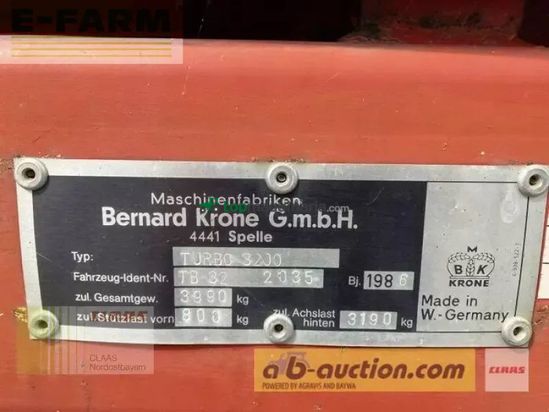 E-FARM
Maschinenfabriken
Bernard Krone G.m.b.H.
4441 Spelle
Typ: TURBO 3200
Fahrzeug-Ident-Nr. TB-32 2035 Bj. 1986
zul. Gesamtgew. 3990 kg
zul. Stützlast vorn 800 kg zul. Achslast hinten 3190 kg
M
B K
KRONE
Made in
W.-Germany
CLAAS
Nordostbayern
ab-auction.com
POWERED BY AGRAVIS AND BAYWA
CLAAS